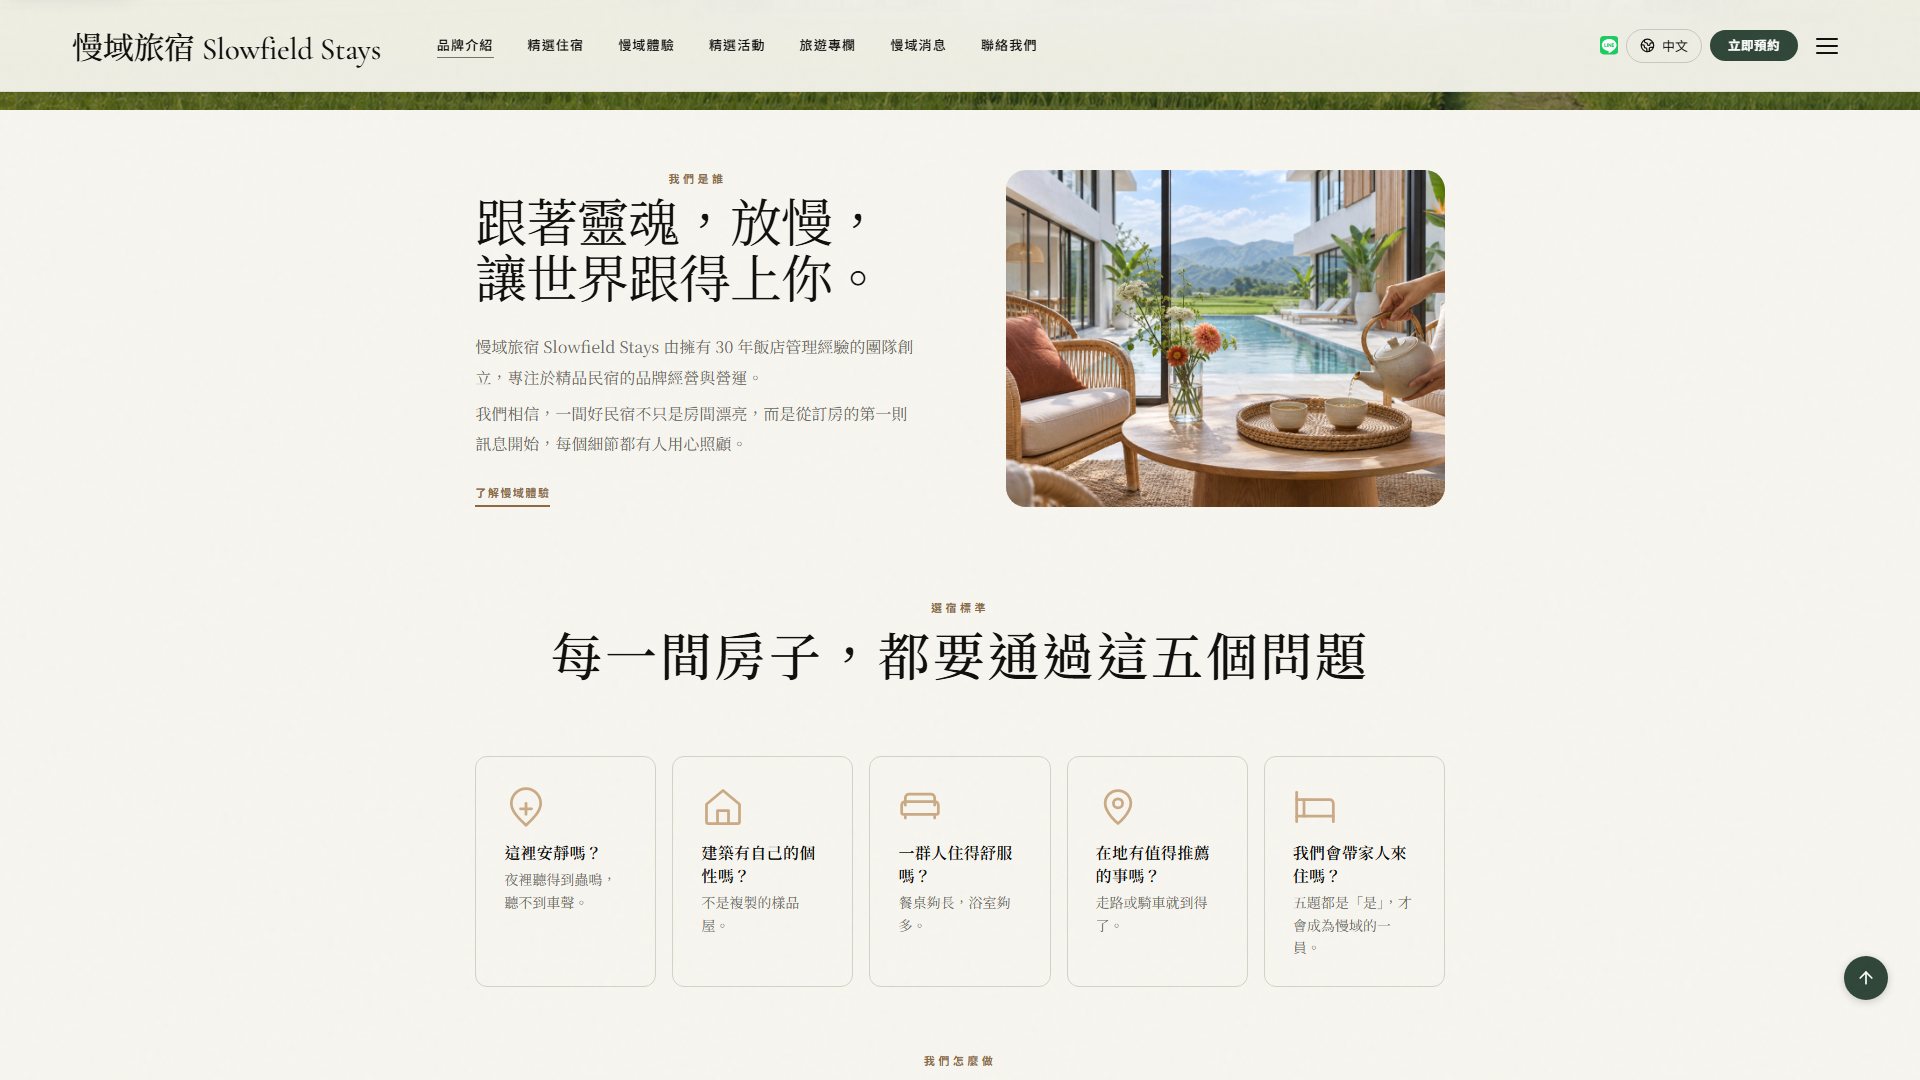 慢域旅宿 Slowfield Stays
品牌介紹
精選住宿
慢域體驗
精選活動
旅遊專欄
慢域消息
聯絡我們
LINE
中文
立即預約
我們是誰
跟著靈魂，放慢，
讓世界跟得上你。
慢域旅宿 Slowfield Stays 由擁有 30 年飯店管理經驗的團隊創
立，專注於精品民宿的品牌經營與營運。
我們相信，一間好民宿不只是房間漂亮，而是從訂房的第一則
訊息開始，每個細節都有人用心照顧。
了解慢域體驗
選宿標準
每一間房子，都要通過這五個問題
這裡安靜嗎？
夜裡聽得到蟲鳴，
聽不到車聲。
建築有自己的個
性嗎？
不是複製的樣品
屋。
一群人住得舒服
嗎？
餐桌夠長，浴室夠
多。
在地有值得推薦
的事嗎？
走路或騎車就到得
了。
我們會帶家人來
住嗎？
五題都是「是」，才
會成為慢域的一
員。
我們怎麼做